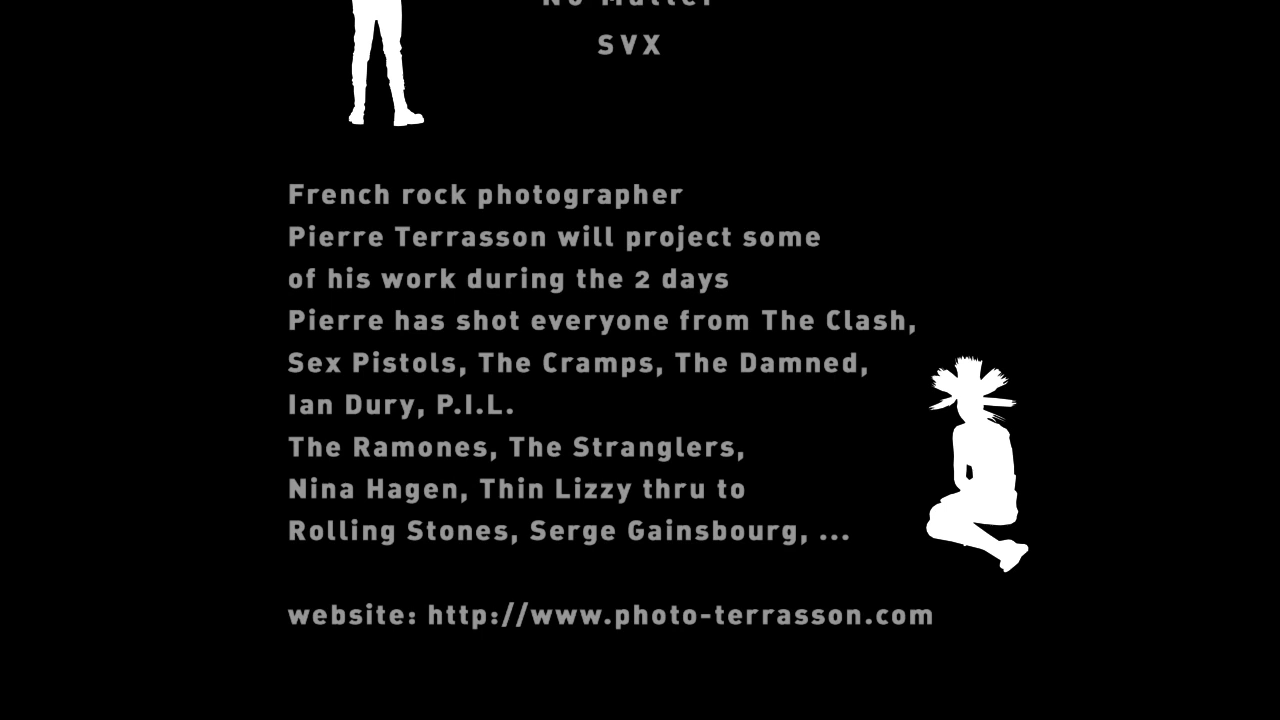 No Matter
SVX
French rock photographer
Pierre Terrasson will project some
of his work during the 2 days
Pierre has shot everyone from The Clash,
Sex Pistols, The Cramps, The Damned,
Ian Dury, P.I.L.
The Ramones, The Stranglers,
Nina Hagen, Thin Lizzy thru to
Rolling Stones, Serge Gainsbourg, ...
website: http://www.photo-terrasson.com